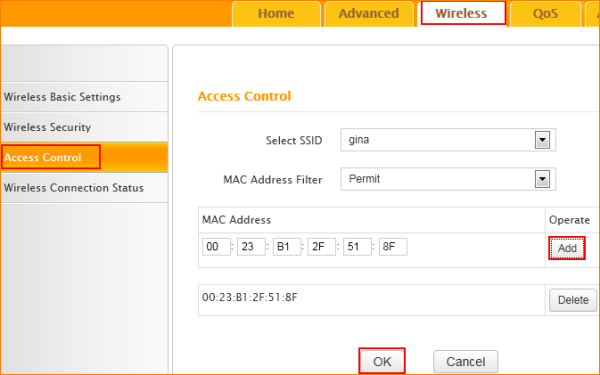 Home Advanced Wireless QoS
Wireless Basic Settings
Wireless Security
Access Control
Wireless Connection Status
Access Control
Select SSID gina
MAC Address Filter Permit
MAC Address Operate
00 : 23 : B1 : 2F : 51 : 8F Add
00:23:B1:2F:51:8F Delete
OK Cancel